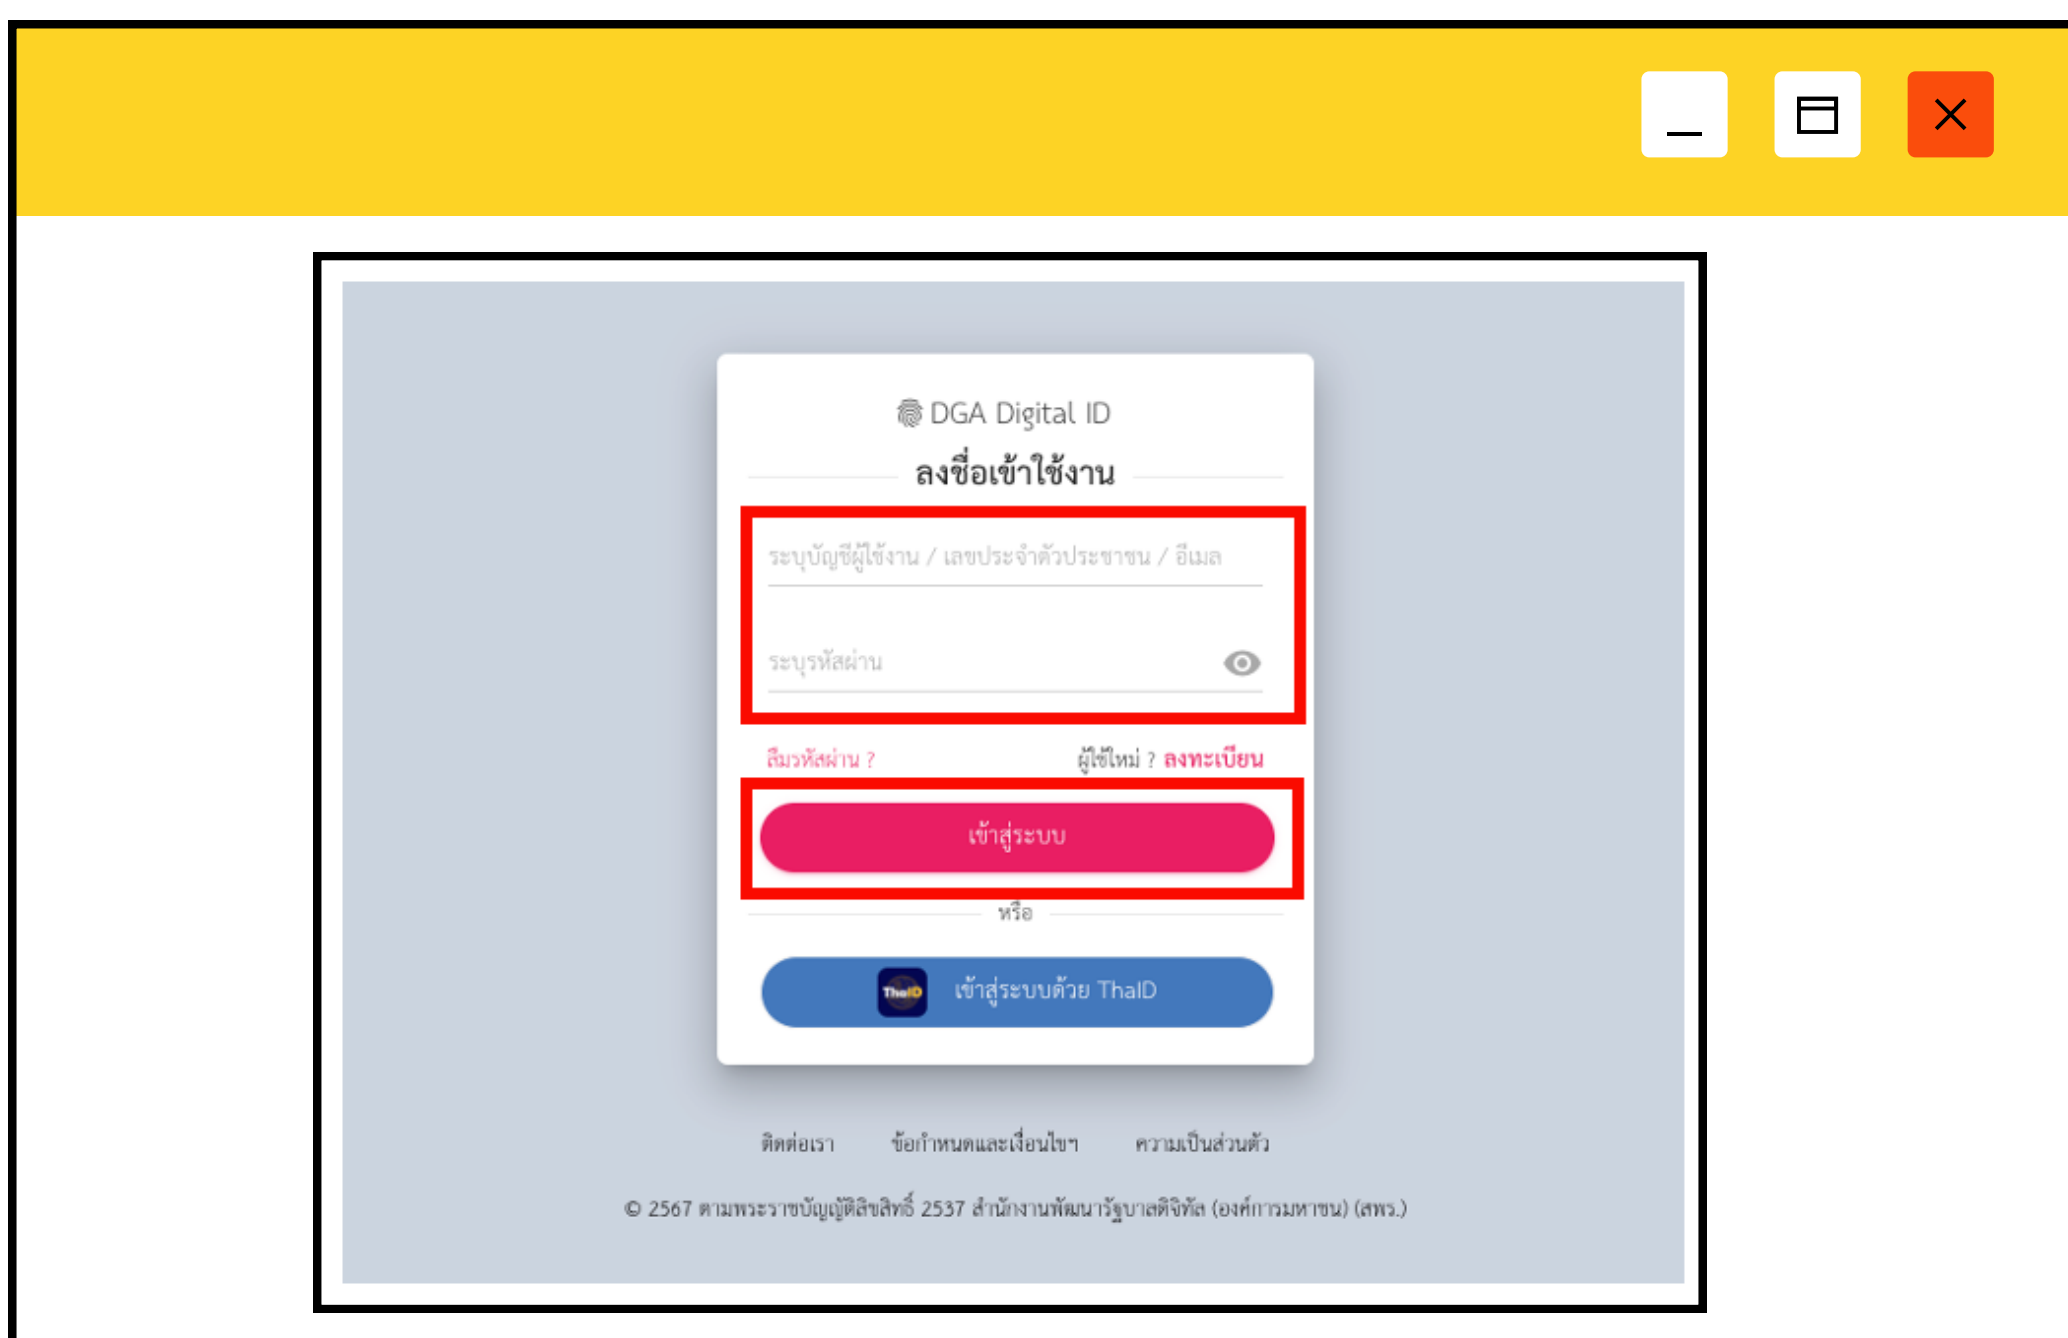 DGA Digital ID
ลงชื่อเข้าใช้งาน
ระบุบัญชีผู้ใช้งาน / เลขประจำตัวประชาชน / อีเมล
ระบุรหัสผ่าน
ลืมรหัสผ่าน ? ผู้ใช้ใหม่ ? ลงทะเบียน
เข้าสู่ระบบ
หรือ
ThaID เข้าสู่ระบบด้วย ThaID
ติดต่อเรา ข้อกำหนดและเงื่อนไขฯ ความเป็นส่วนตัว
© 2567 ตามพระราชบัญญัติลิขสิทธิ์ 2537 สำนักงานพัฒนารัฐบาลดิจิทัล (องค์การมหาชน) (สพร.)